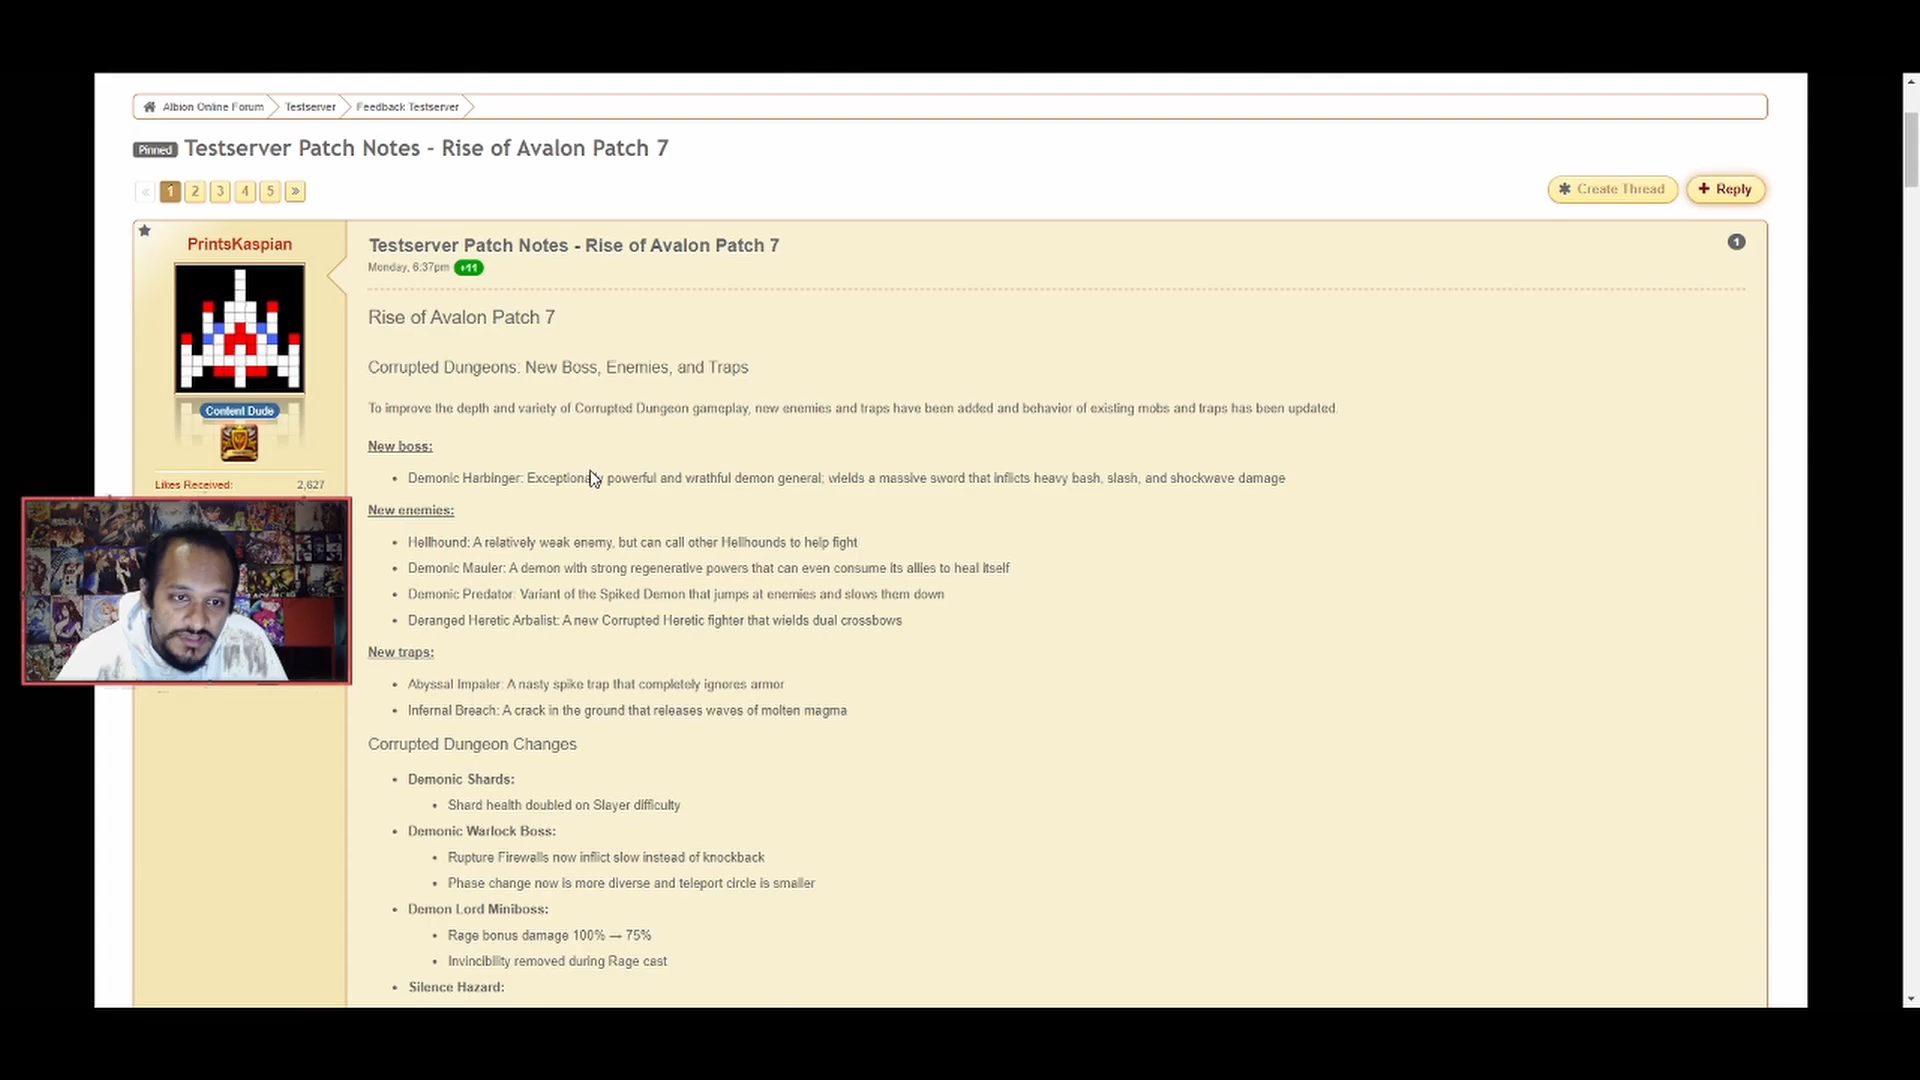 Albion Online Forum Testserver Feedback Testserver
Pinned Testserver Patch Notes - Rise of Avalon Patch 7
« 1 2 3 4 5 »
Create Thread
Reply
PrintsKaspian
Content Dude
Likes Received: 2,627
Testserver Patch Notes - Rise of Avalon Patch 7
1
Monday, 6:37pm +11
Rise of Avalon Patch 7
Corrupted Dungeons: New Boss, Enemies, and Traps
To improve the depth and variety of Corrupted Dungeon gameplay, new enemies and traps have been added and behavior of existing mobs and traps has been updated.
New boss:
• Demonic Harbinger: Exceptionally powerful and wrathful demon general; wields a massive sword that inflicts heavy bash, slash, and shockwave damage
New enemies:
• Hellhound: A relatively weak enemy, but can call other Hellhounds to help fight
• Demonic Mauler: A demon with strong regenerative powers that can even consume its allies to heal itself
• Demonic Predator: Variant of the Spiked Demon that jumps at enemies and slows them down
• Deranged Heretic Arbalist: A new Corrupted Heretic fighter that wields dual crossbows
New traps:
• Abyssal Impaler: A nasty spike trap that completely ignores armor
• Infernal Breach: A crack in the ground that releases waves of molten magma
Corrupted Dungeon Changes
• Demonic Shards:
• Shard health doubled on Slayer difficulty
• Demonic Warlock Boss:
• Rupture Firewalls now inflict slow instead of knockback
• Phase change now is more diverse and teleport circle is smaller
• Demon Lord Miniboss:
• Rage bonus damage 100% → 75%
• Invincibility removed during Rage cast
• Silence Hazard: